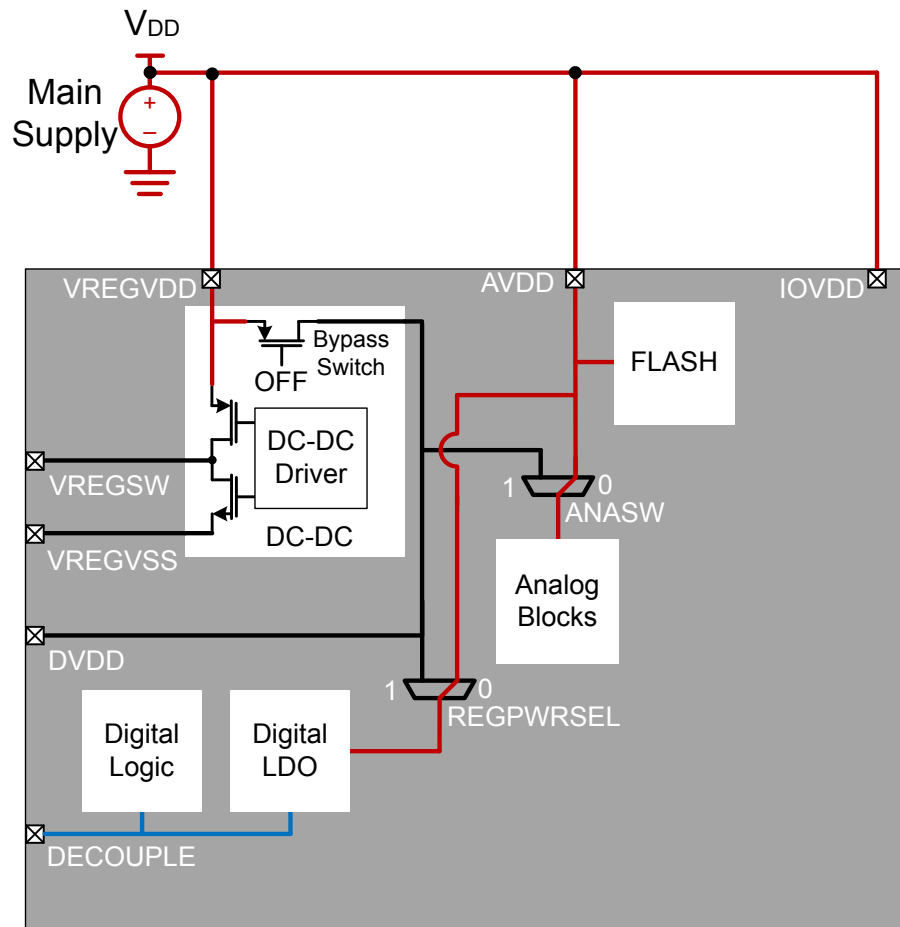 VDD
Main
Supply
+
–
VREGVDD
AVDD
IOVDD
Bypass
Switch
OFF
FLASH
DC-DC
Driver
VREGSW
1
0
ANASW
DC-DC
VREGVSS
Analog
Blocks
DVDD
1
0
REGPWRSEL
Digital
Logic
Digital
LDO
DECOUPLE